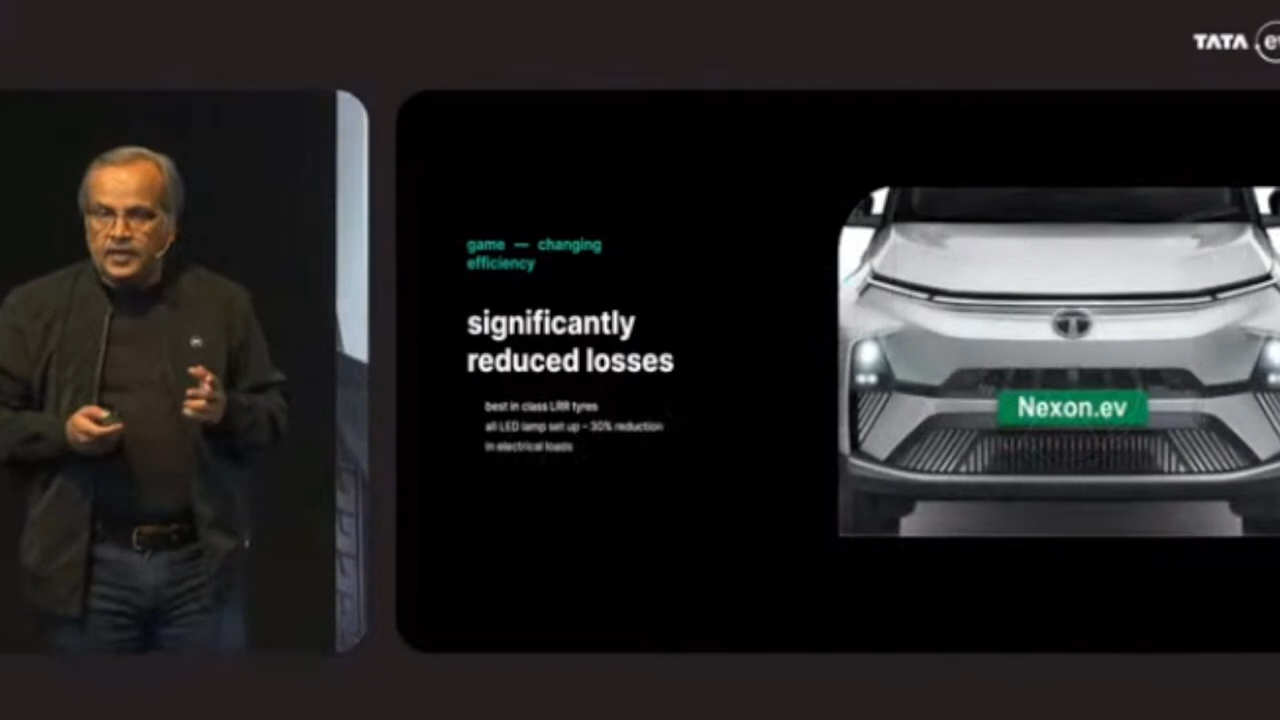 TATA .ev
game — changing
efficiency
significantly
reduced losses
best in class LRR tyres
all LED lamp set up - 30% reduction
in electrical loads
Nexon.ev